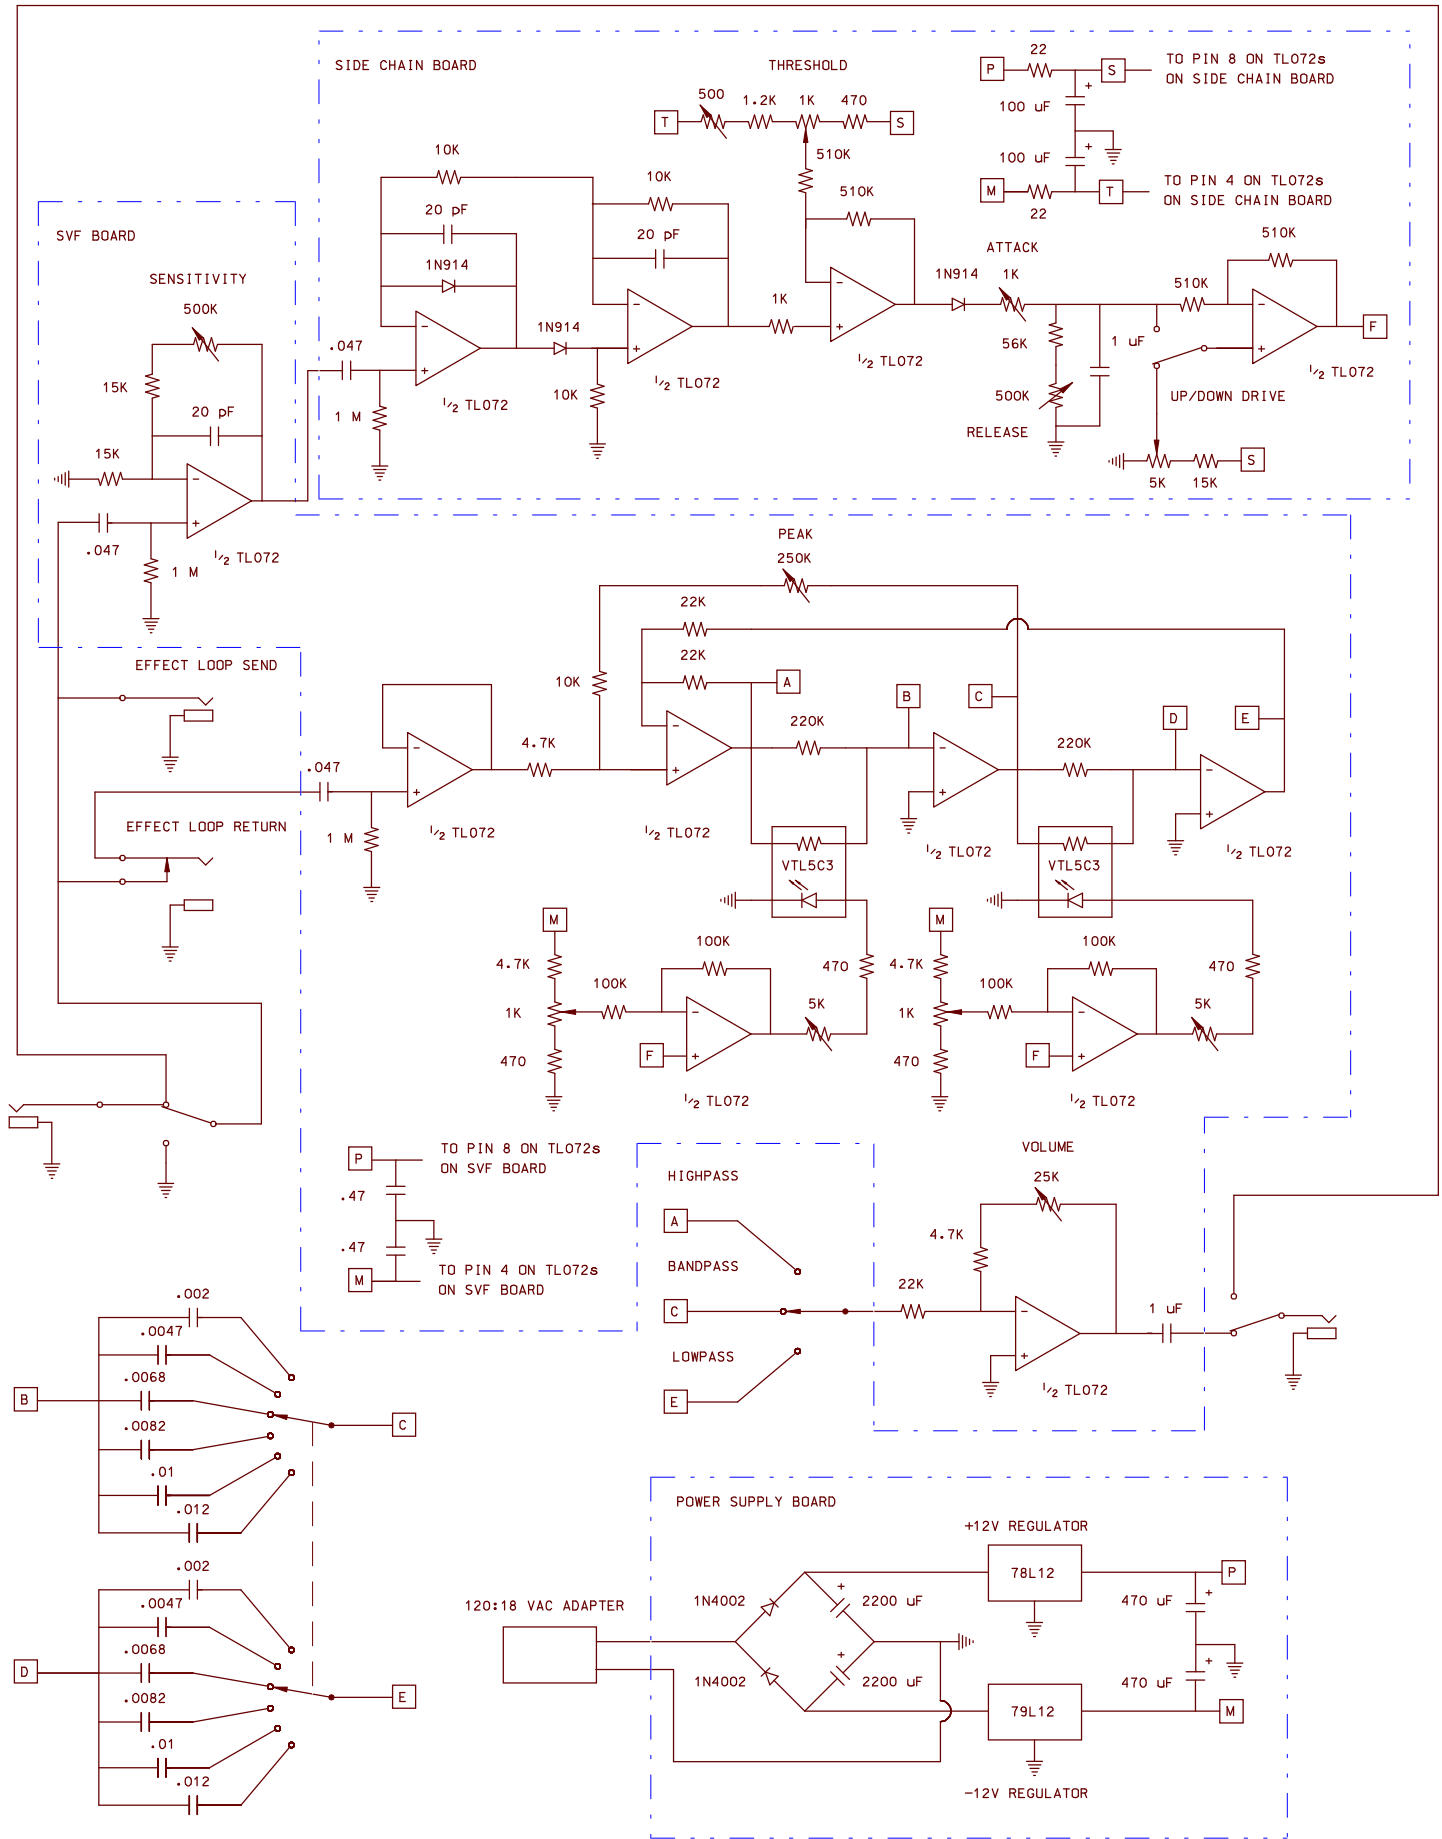 SIDE CHAIN BOARD
THRESHOLD
500
1.2K
1K
470
T
S
510K
510K
22
P
S
TO PIN 8 ON TL072s
ON SIDE CHAIN BOARD
100 uF
+
100 uF
+
M
T
22
TO PIN 4 ON TL072s
ON SIDE CHAIN BOARD
10K
20 pF
1N914
10K
20 pF
1N914
.047
1 M
1/2 TL072
10K
1/2 TL072
1K
1/2 TL072
1N914
ATTACK
1K
56K
500K
RELEASE
1 uF
510K
510K
F
1/2 TL072
UP/DOWN DRIVE
5K
15K
S
SVF BOARD
SENSITIVITY
500K
15K
20 pF
15K
.047
1 M
1/2 TL072
PEAK
250K
22K
22K
10K
A
B
C
D
E
EFFECT LOOP SEND
EFFECT LOOP RETURN
.047
1 M
1/2 TL072
4.7K
1/2 TL072
220K
1/2 TL072
220K
1/2 TL072
VTL5C3
VTL5C3
M
4.7K
1K
470
100K
100K
F
5K
470
1/2 TL072
M
4.7K
1K
470
100K
100K
F
5K
470
1/2 TL072
P
TO PIN 8 ON TL072s
ON SVF BOARD
.47
.47
M
TO PIN 4 ON TL072s
ON SVF BOARD
HIGHPASS
A
BANDPASS
C
LOWPASS
E
VOLUME
25K
4.7K
22K
1/2 TL072
1 uF
.002
.0047
.0068
B
C
.0082
.01
.012
.002
.0047
.0068
D
E
.0082
.01
.012
POWER SUPPLY BOARD
120:18 VAC ADAPTER
1N4002
1N4002
+
2200 uF
+
2200 uF
+12V REGULATOR
78L12
P
470 uF
+
470 uF
+
79L12
M
-12V REGULATOR